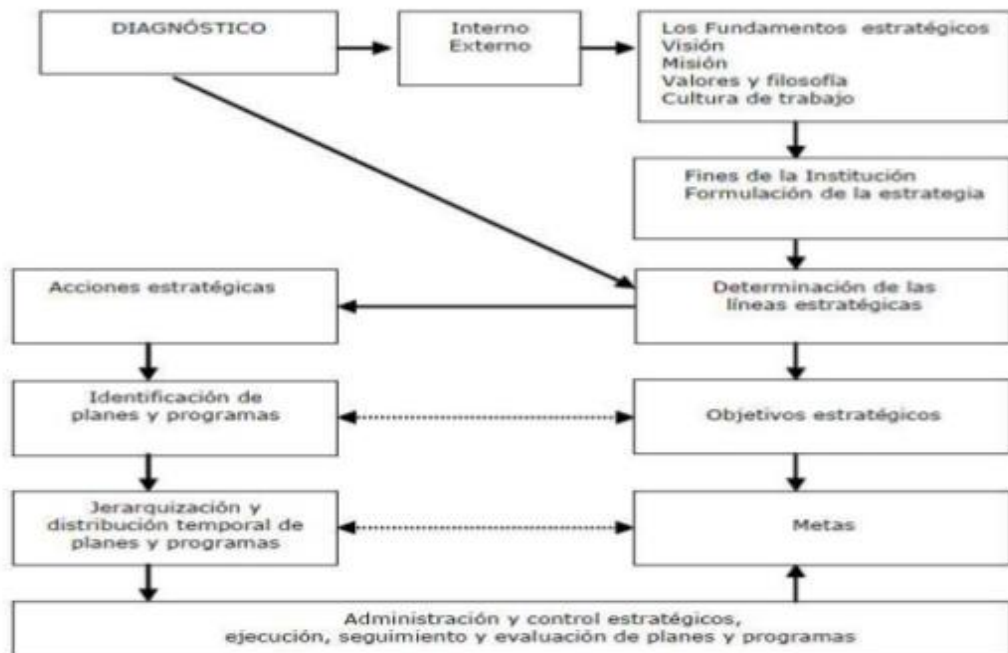 DIAGNÓSTICO
Interno
Externo
Los Fundamentos estratégicos
Visión
Misión
Valores y filosofía
Cultura de trabajo
Fines de la Institución
Formulación de la estrategia
Acciones estratégicas
Determinación de las
líneas estratégicas
Identificación de
planes y programas
Objetivos estratégicos
Jerarquización y
distribución temporal de
planes y programas
Metas
Administración y control estratégicos,
ejecución, seguimiento y evaluación de planes y programas